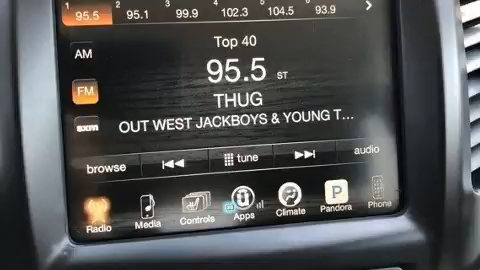 1 2 3 4 5 6
95.5 95.1 99.9 102.3 104.5 93.9
AM
Top 40
95.5 ST
FM
THUG
sxm
OUT WEST JACKBOYS & YOUNG T...
browse tune audio
Radio Media Controls Apps Climate Pandora Phone
P